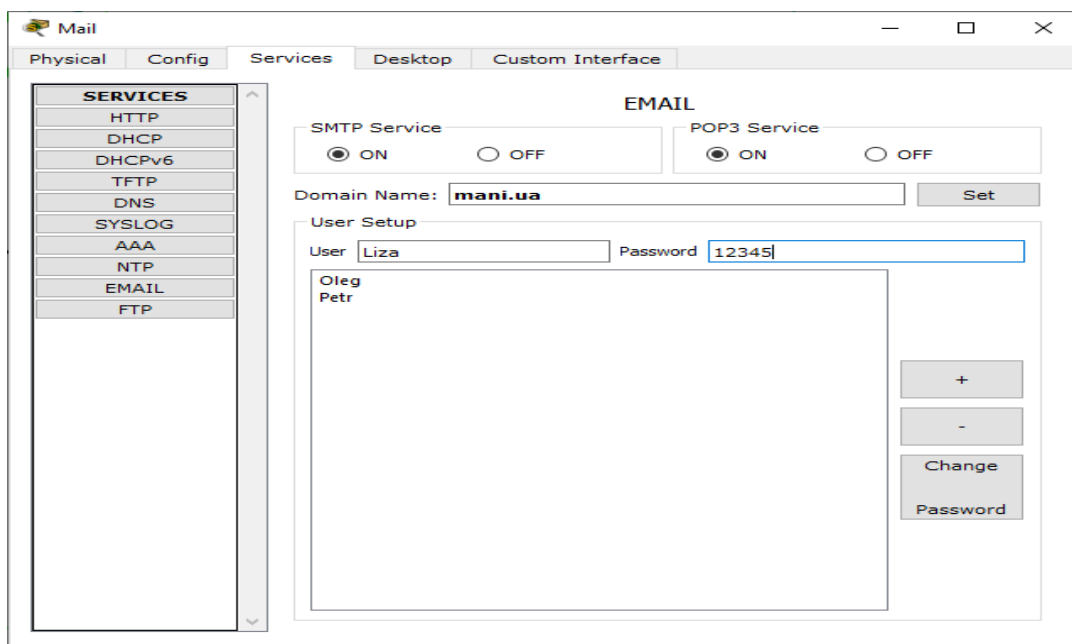 Mail
Physical Config Services Desktop Custom Interface
SERVICES
HTTP
DHCP
DHCPv6
TFTP
DNS
SYSLOG
AAA
NTP
EMAIL
FTP
EMAIL
SMTP Service
ON OFF
POP3 Service
ON OFF
Domain Name: mani.ua Set
User Setup
User Liza Password 12345
Oleg
Petr
+
-
Change
Password